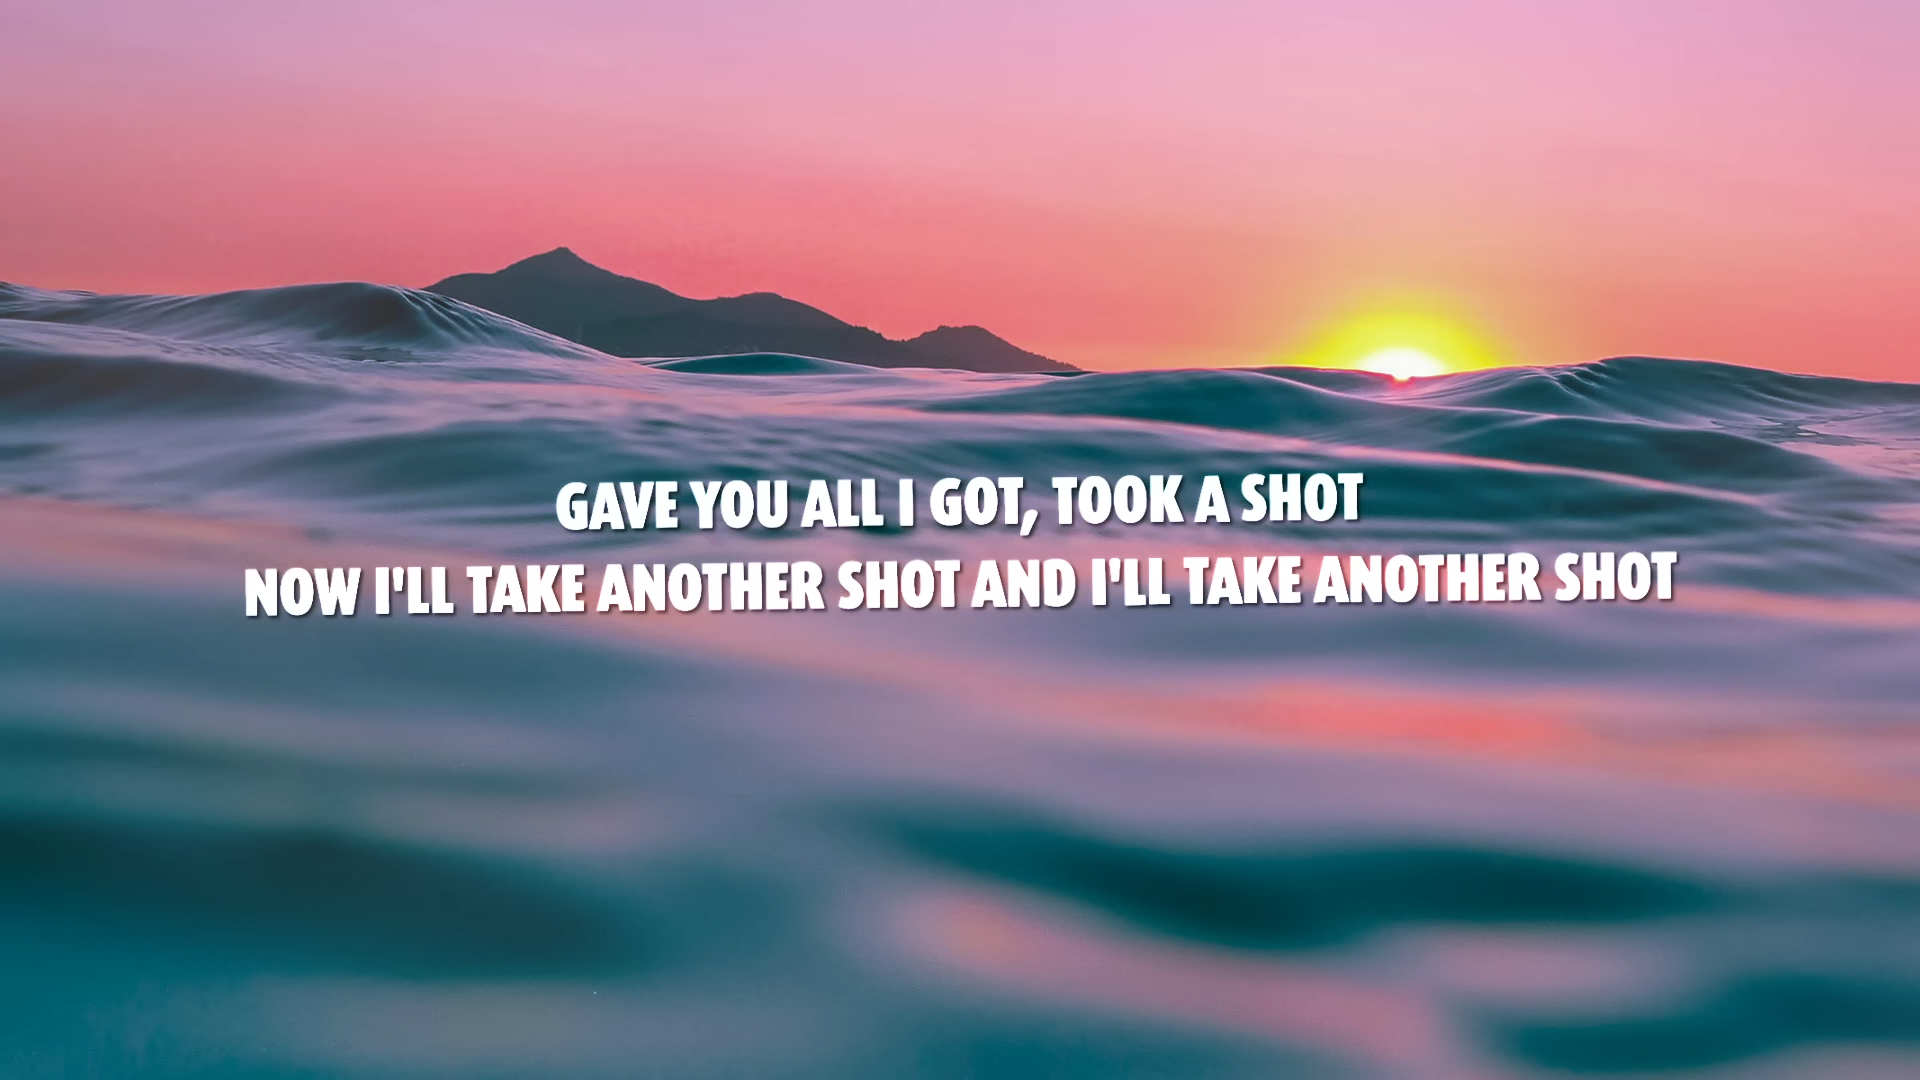 GAVE YOU ALL I GOT, TOOK A SHOT
NOW I'LL TAKE ANOTHER SHOT AND I'LL TAKE ANOTHER SHOT